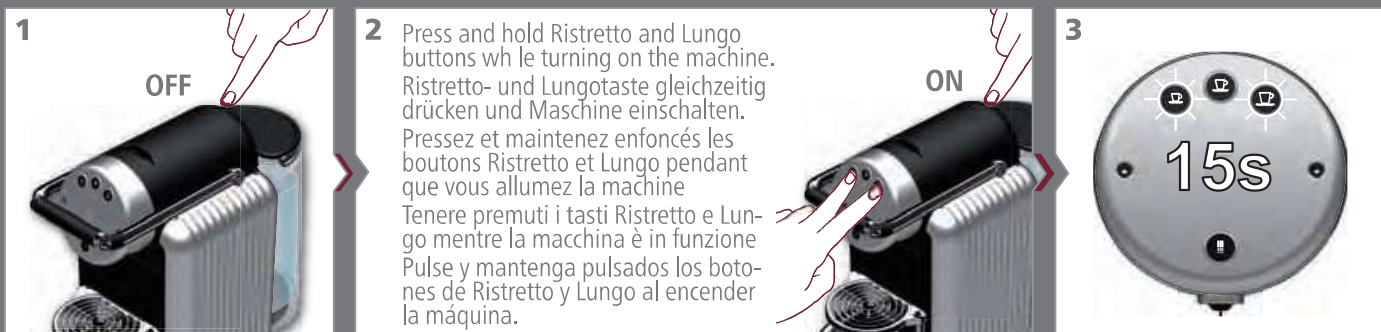 1
OFF
2
Press and hold Ristretto and Lungo
buttons wh le turning on the machine.
Ristretto- und Lungotaste gleichzeitig
drücken und Maschine einschalten.
Pressez et maintenez enfoncés les
boutons Ristretto et Lungo pendant
que vous allumez la machine
Tenere premuti i tasti Ristretto e Lun-
go mentre la macchina è in funzione
Pulse y mantenga pulsados los boto-
nes de Ristretto y Lungo al encender
la máquina.
ON
3
15s